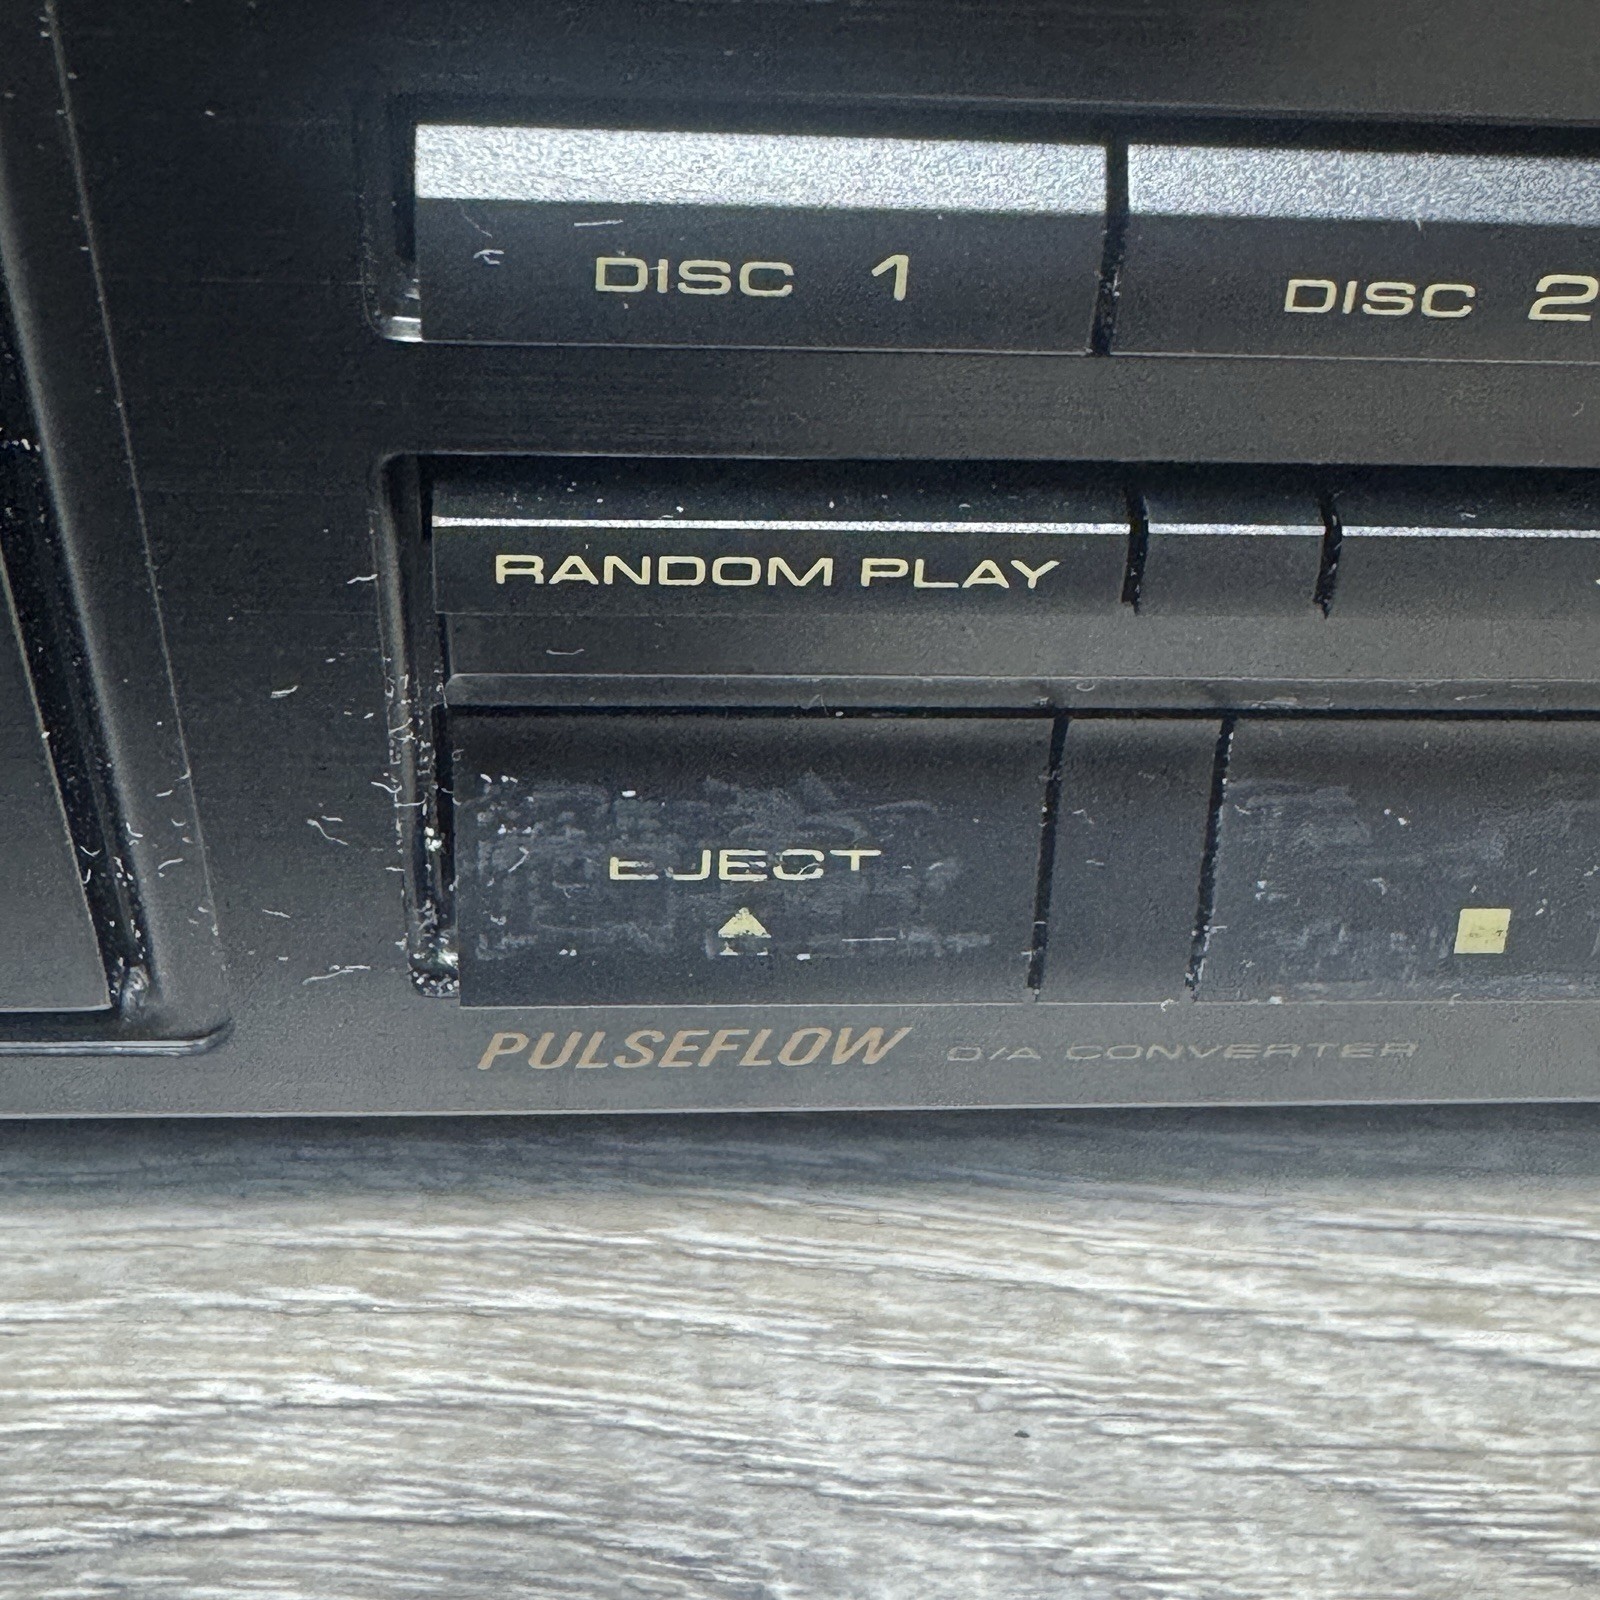 DISC 1
DISC 2
RANDOM PLAY
EJECT
PULSEFLOW D/A CONVERTER